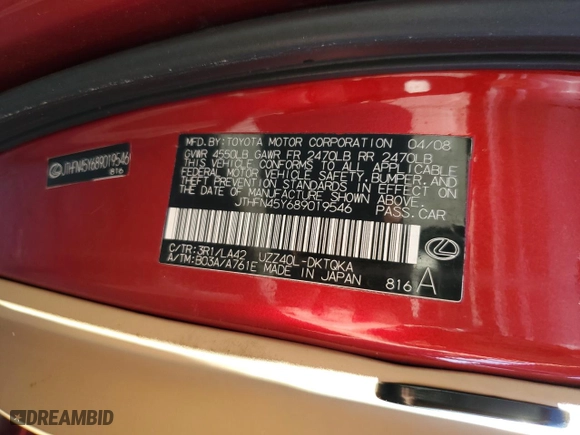 JTHFN45Y689019546
816
MFD. BY: TOYOTA MOTOR CORPORATION 04/08
GVWR 4550LB GAWR FR 2470LB RR 2470LB
THIS VEHICLE CONFORMS TO ALL APPLICABLE
FEDERAL MOTOR VEHICLE SAFETY, BUMPER, AND
THEFT PREVENTION STANDARDS IN EFFECT ON
THE DATE OF MANUFACTURE SHOWN ABOVE.
JTHFN45Y689019546 PASS.CAR
C/TR: 3R1/LA42 UZZ40L-DKTQKA
A/TM: B03A/A761E MADE IN JAPAN
816 A
DREAMBID